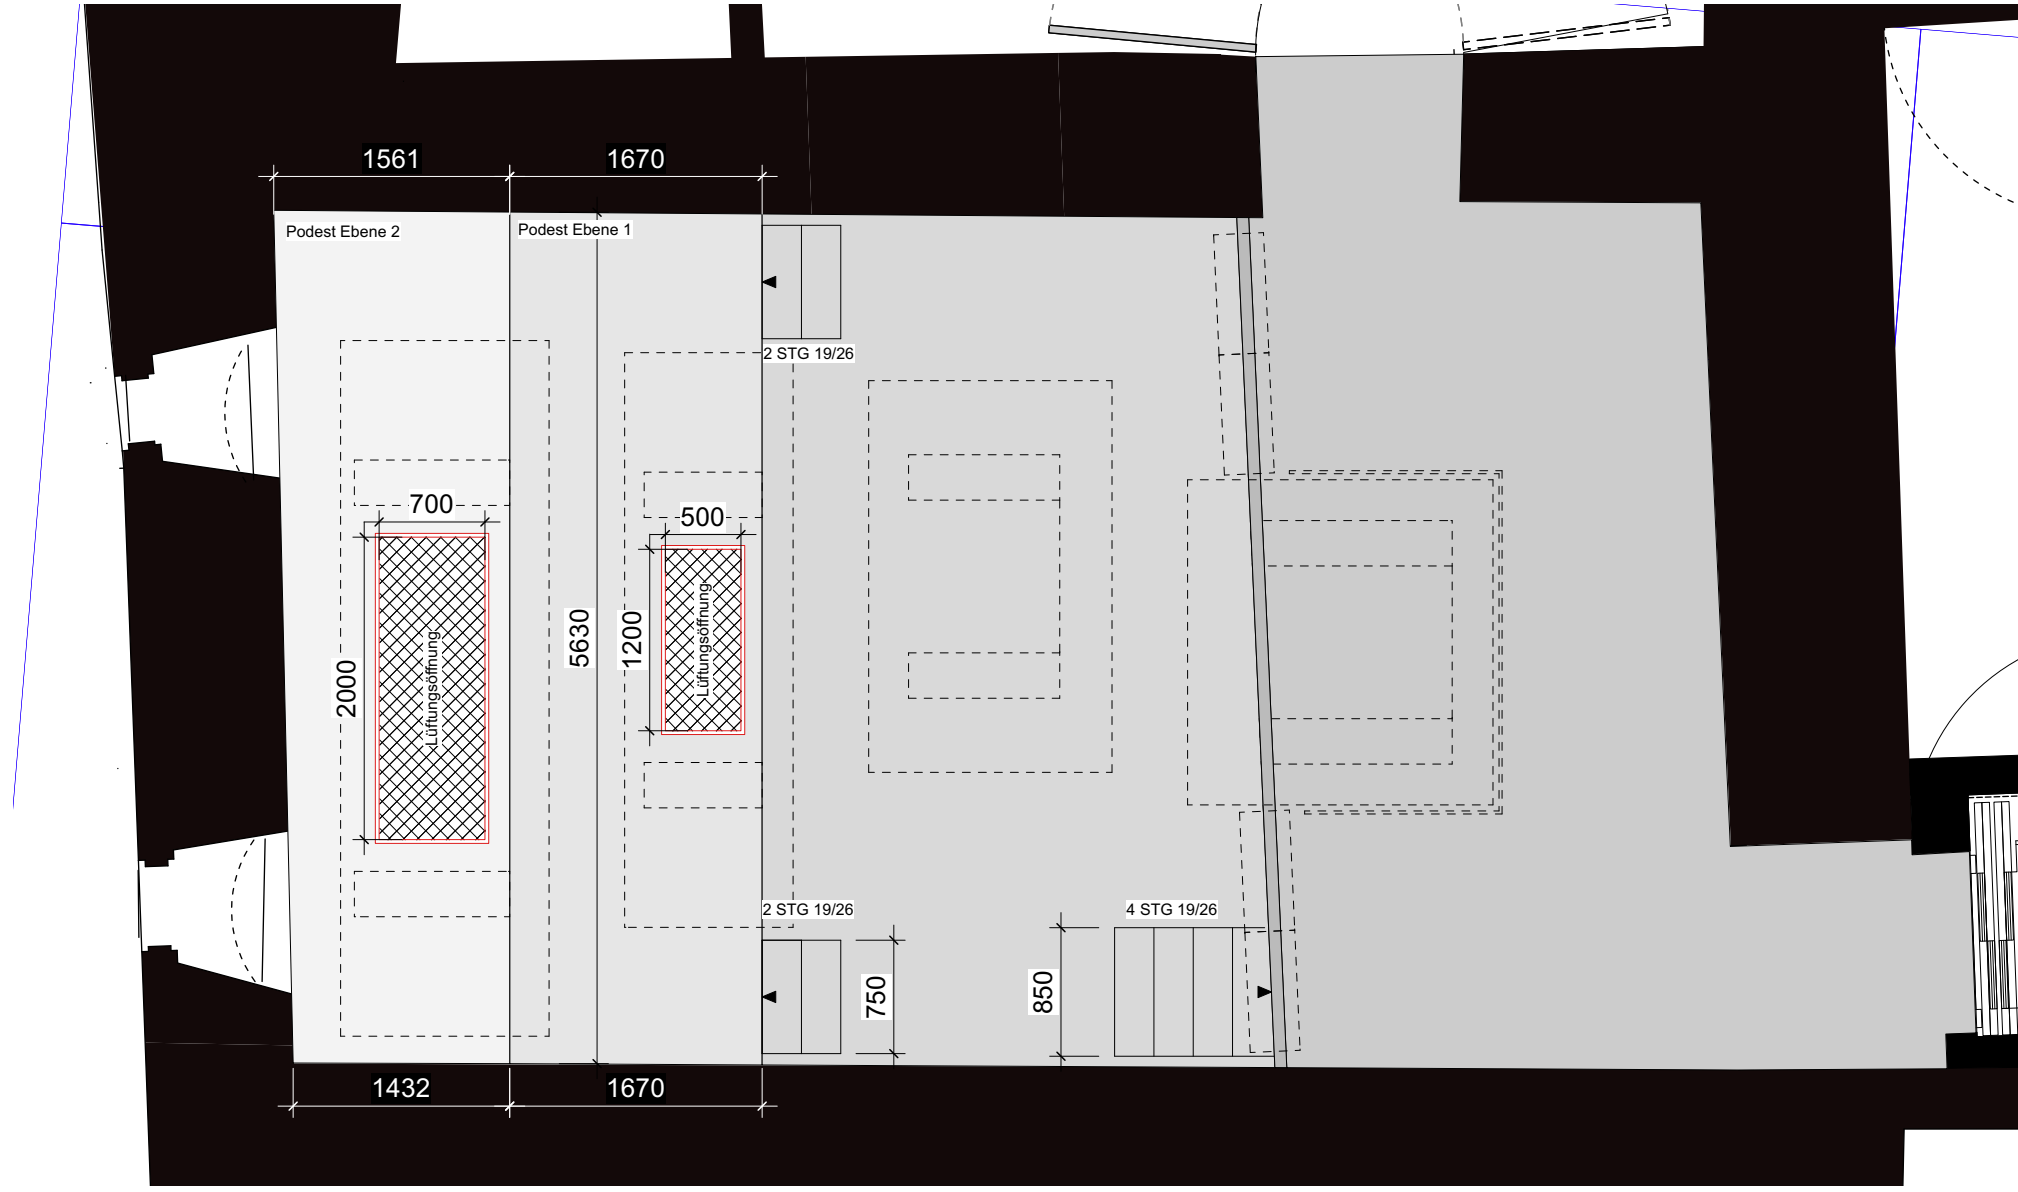 1561
1670
Podest Ebene 2
Podest Ebene 1
2 STG 19/26
700
500
2000
Lüftungsöffnung
5630
1200
Lüftungsöffnung
2 STG 19/26
4 STG 19/26
750
850
1432
1670